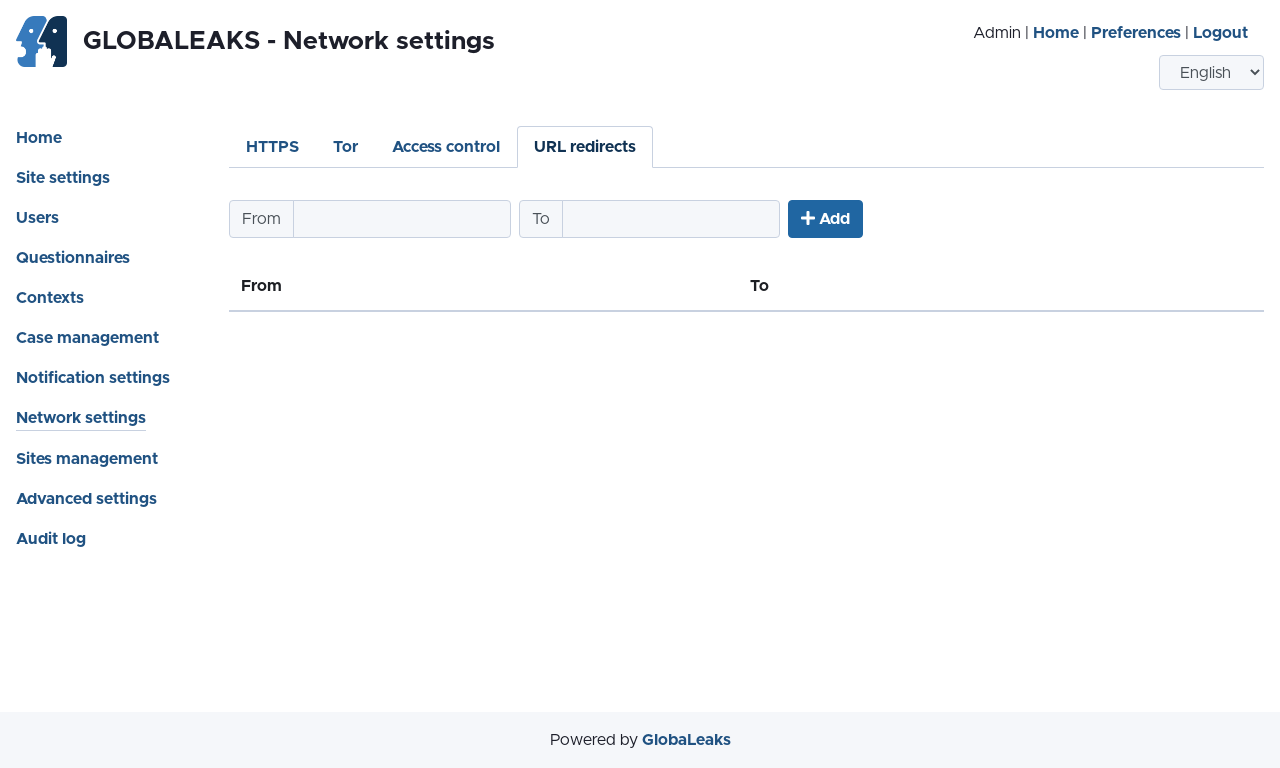 GLOBALEAKS - Network settings
Admin | Home | Preferences | Logout
English
Home
Site settings
Users
Questionnaires
Contexts
Case management
Notification settings
Network settings
Sites management
Advanced settings
Audit log
HTTPS Tor Access control URL redirects
From To Add
From To
Powered by GlobaLeaks